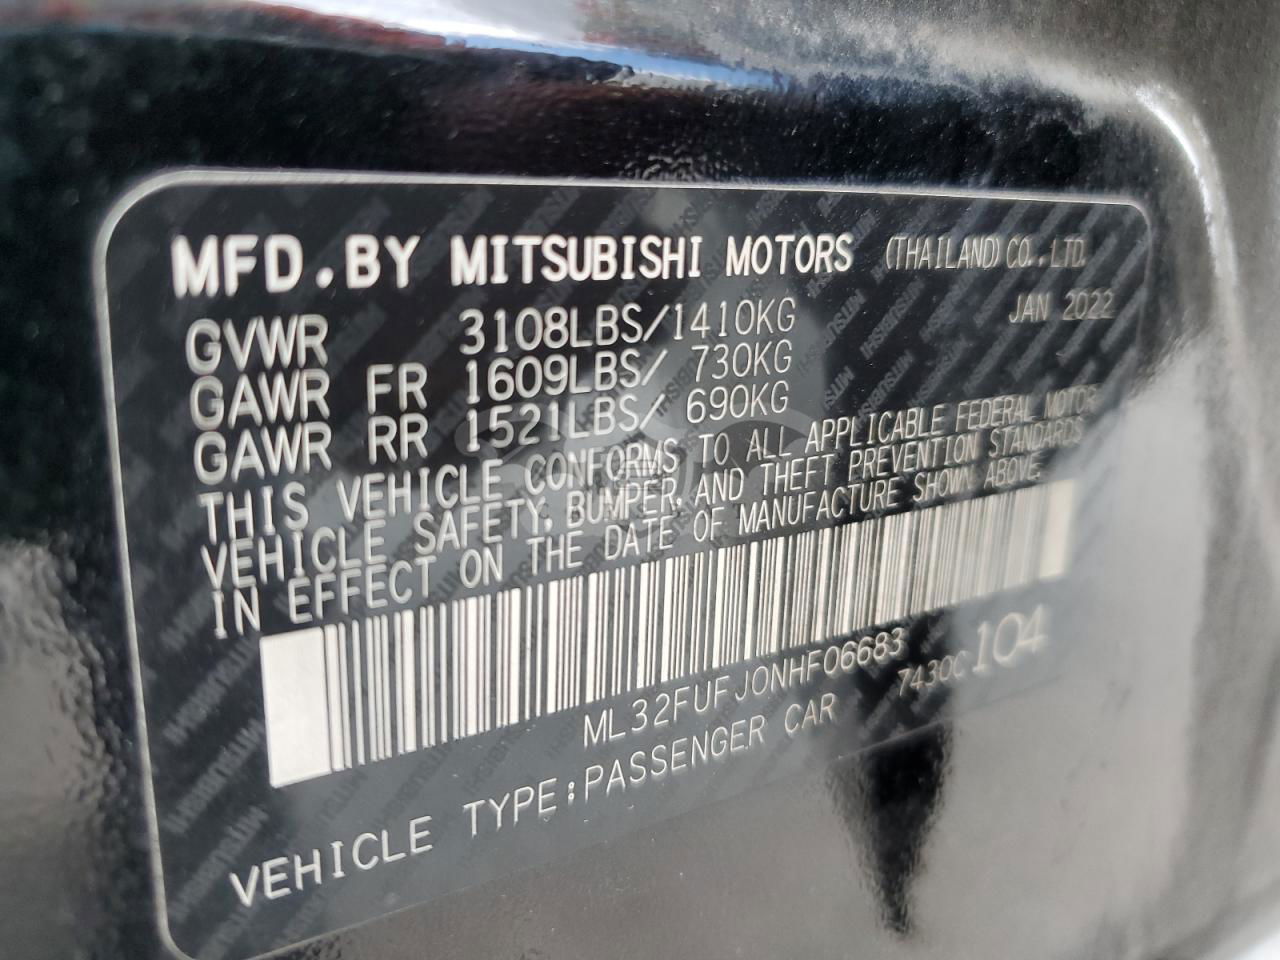 MFD.BY MITSUBISHI MOTORS (THAILAND) CO.,LTD.
JAN 2022
GVWR 3108LBS/1410KG
GAWR FR 1609LBS/ 730KG
GAWR RR 1521LBS/ 690KG
THIS VEHICLE CONFORMS TO ALL APPLICABLE FEDERAL MOTOR
VEHICLE SAFETY, BUMPER, AND THEFT PREVENTION STANDARDS
IN EFFECT ON THE DATE OF MANUFACTURE SHOWN ABOVE.
ML32FUFJ0NHF06683
7430C 104
VEHICLE TYPE:PASSENGER CAR